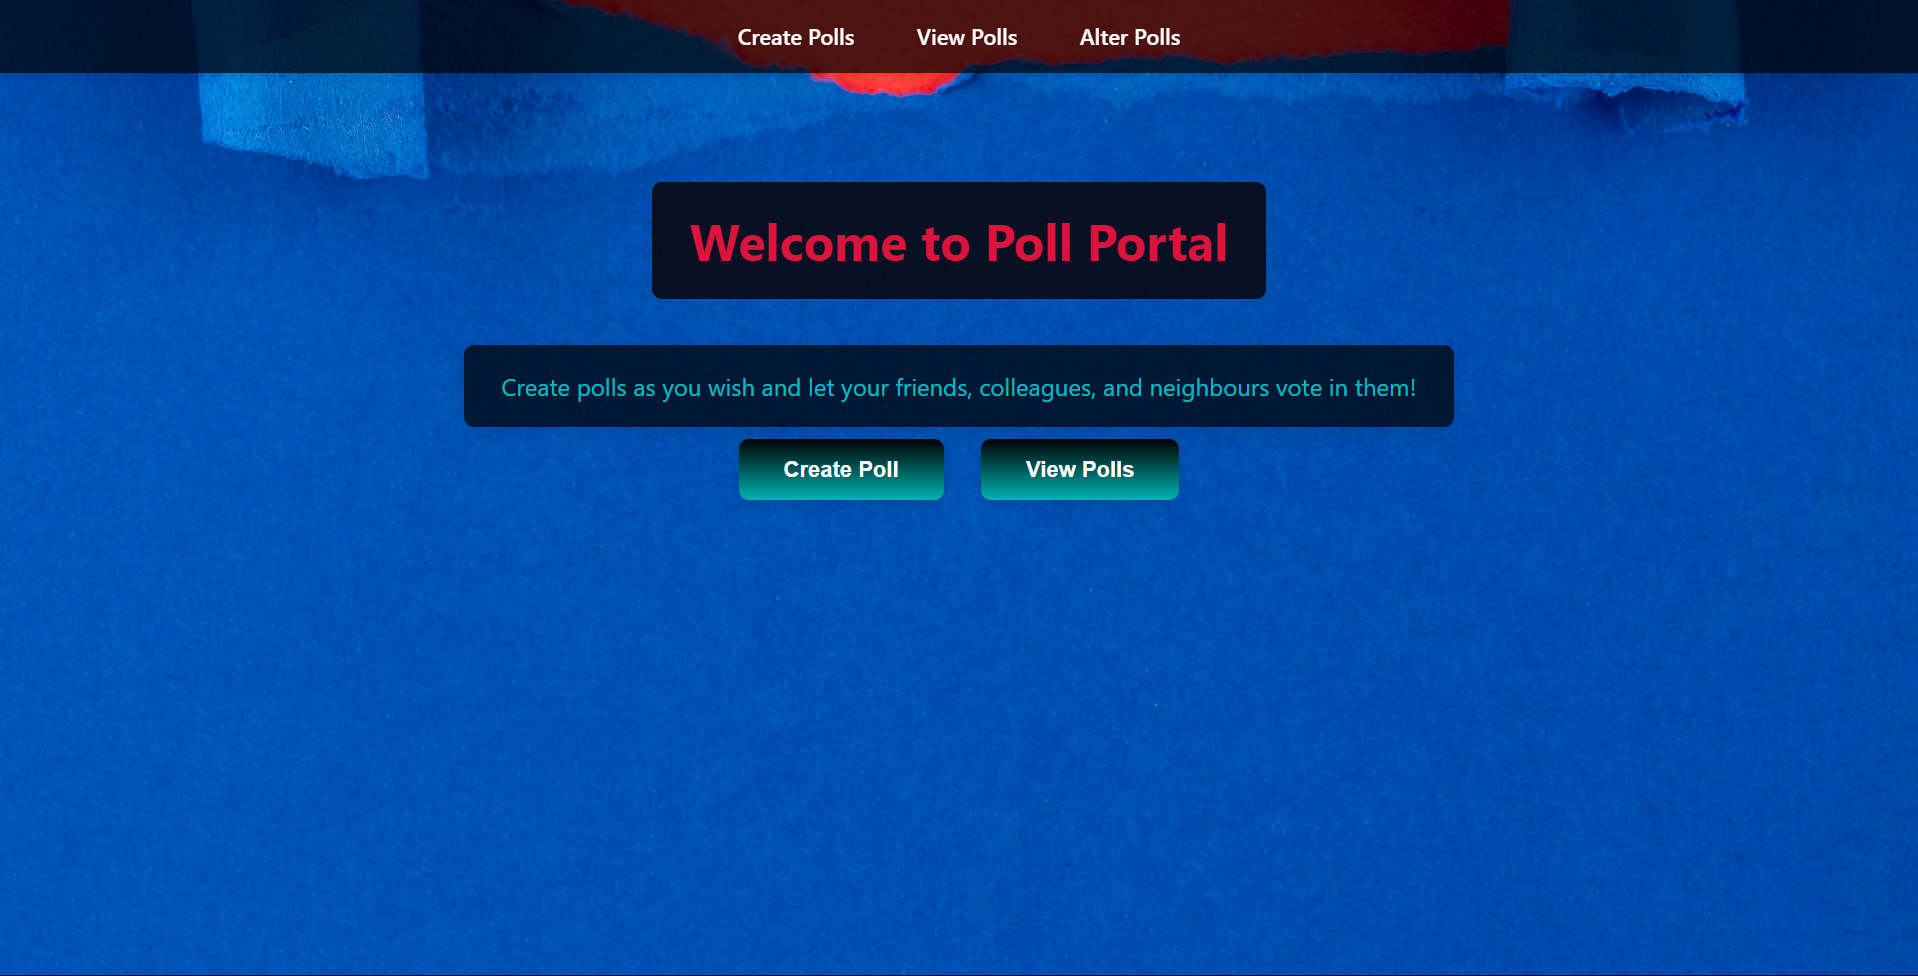 Create Polls View Polls Alter Polls
Welcome to Poll Portal
Create polls as you wish and let your friends, colleagues, and neighbours vote in them!
Create Poll View Polls